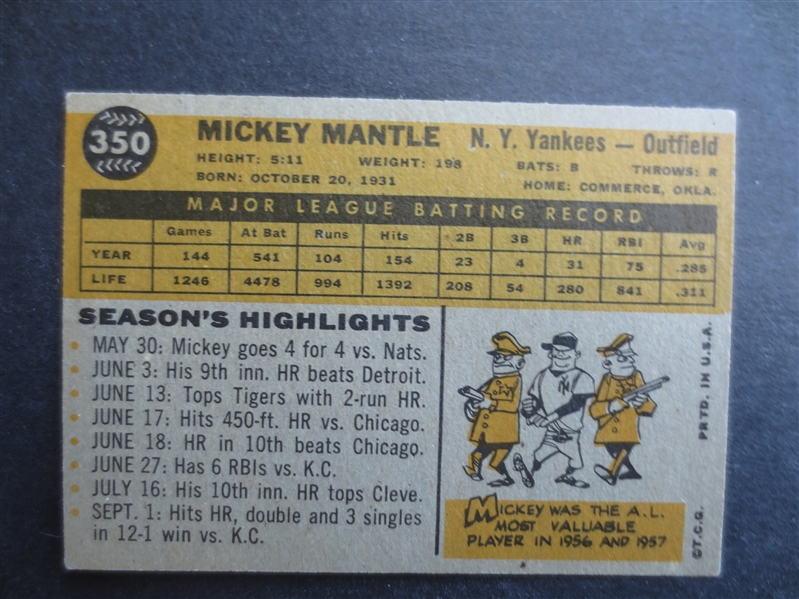 350
MICKEY MANTLE N. Y. Yankees — Outfield
HEIGHT: 5:11 WEIGHT: 198 BATS: B THROWS: R
BORN: OCTOBER 20, 1931 HOME: COMMERCE, OKLA.
MAJOR LEAGUE BATTING RECORD
Games At Bat Runs Hits 2B 3B HR RBI Avg
YEAR 144 541 104 154 23 4 31 75 .285
LIFE 1246 4478 994 1392 208 54 280 841 .311
SEASON'S HIGHLIGHTS
• MAY 30: Mickey goes 4 for 4 vs. Nats.
• JUNE 3: His 9th inn. HR beats Detroit.
• JUNE 13: Tops Tigers with 2-run HR.
• JUNE 17: Hits 450-ft. HR vs. Chicago.
• JUNE 18: HR in 10th beats Chicago.
• JUNE 27: Has 6 RBIs vs. K.C.
• JULY 16: His 10th inn. HR tops Cleve.
• SEPT. 1: Hits HR, double and 3 singles
in 12-1 win vs. K.C.
NY
MICKEY WAS THE A.L.
MOST VALUABLE
PLAYER IN 1956 AND 1957
©T.C.G. PRTD. IN U.S.A.